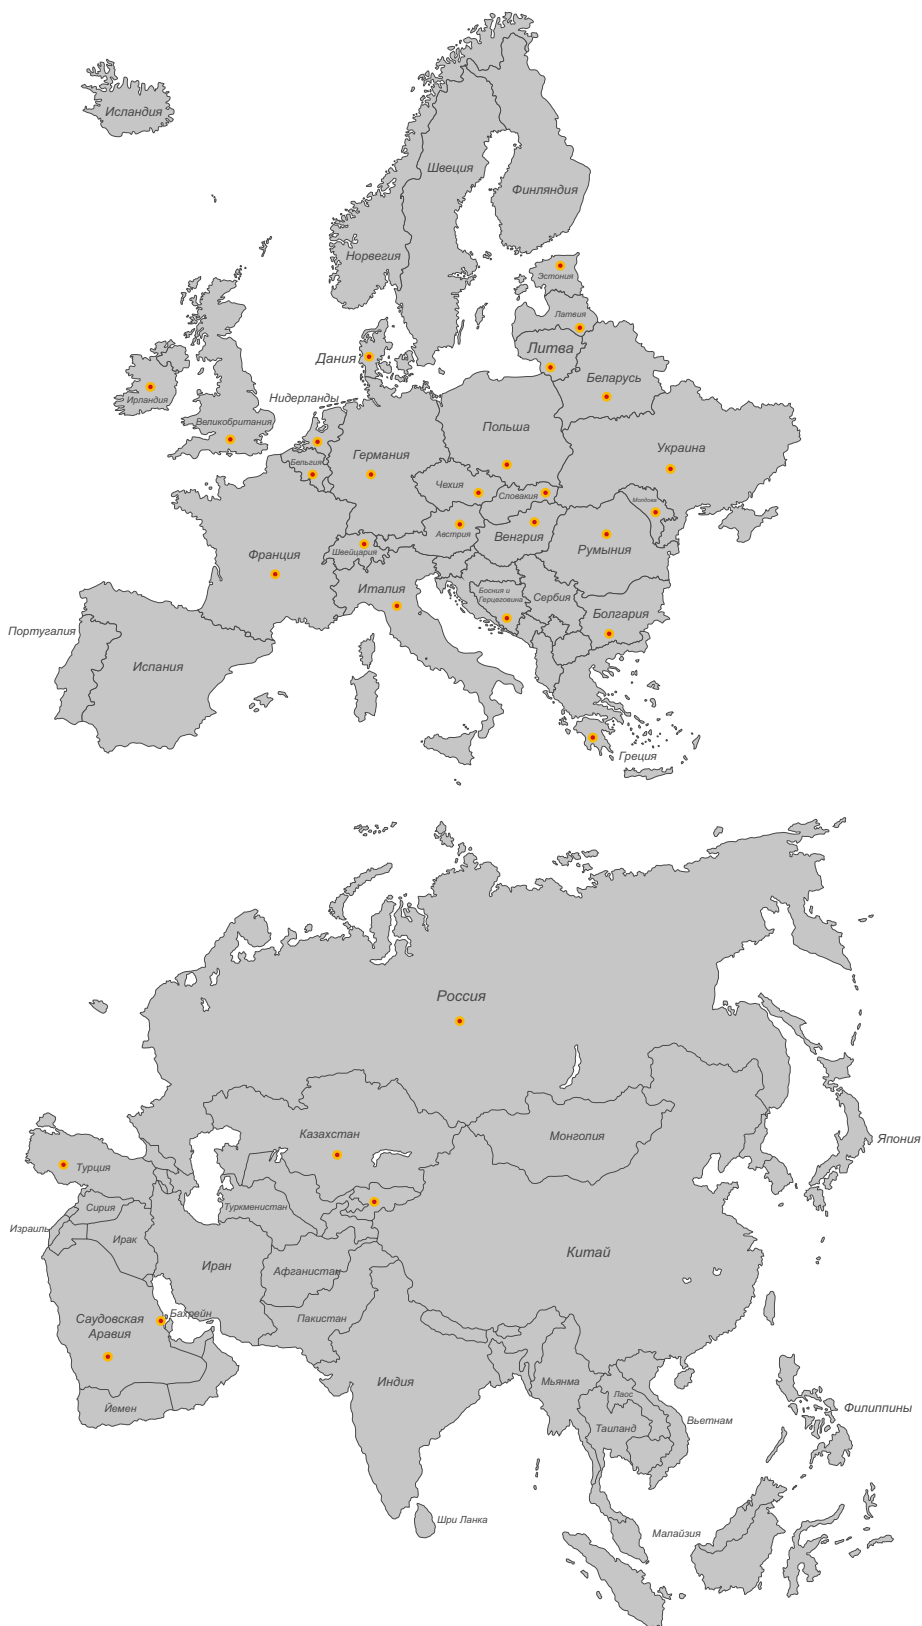 Исландия
Швеция
Финляндия
Норвегия
Эстония
Латвия
Литва
Дания
Беларусь
Нидерланды
Ирландия
Великобритания
Польша
Украина
Германия
Бельгия
Чехия
Словакия
Молдова
Австрия
Венгрия
Румыния
Швейцария
Франция
Италия
Босния и
Герцеговина
Сербия
Болгария
Португалия
Испания
Греция
Россия
Казахстан
Монголия
Япония
Турция
Сирия
Туркменистан
Израиль
Ирак
Иран
Китай
Афганистан
Бахрейн
Саудовская
Аравия
Пакистан
Индия
Мьянма
Лаос
Йемен
Филиппины
Вьетнам
Таиланд
Шри Ланка
Малайзия